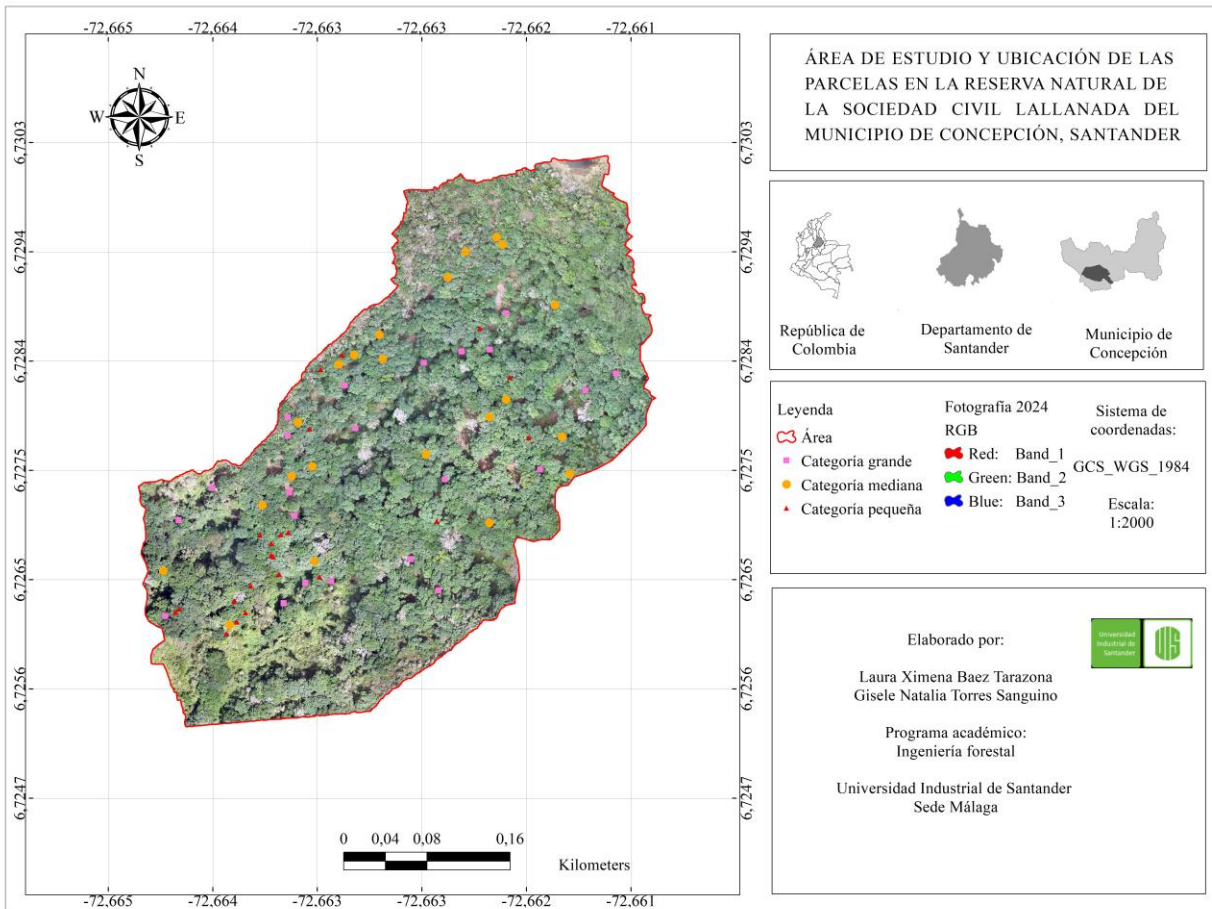 -72,665 -72,664 -72,663 -72,663 -72,662 -72,661
6,7303
6,7294
6,7284
6,7275
6,7265
6,7256
6,7247
N
W E
S
6,7303
6,7294
6,7284
6,7275
6,7265
6,7256
6,7247
0 0,04 0,08 0,16
Kilometers
-72,665 -72,664 -72,663 -72,663 -72,662 -72,661
ÁREA DE ESTUDIO Y UBICACIÓN DE LAS
PARCELAS EN LA RESERVA NATURAL DE
LA SOCIEDAD CIVIL LALLANADA DEL
MUNICIPIO DE CONCEPCIÓN, SANTANDER
República de
Colombia
Departamento de
Santander
Municipio de
Concepción
Leyenda
Área
Categoría grande
Categoría mediana
Categoría pequeña
Fotografía 2024
RGB
Red: Band_1
Green: Band_2
Blue: Band_3
Sistema de
coordenadas:
GCS_WGS_1984
Escala:
1:2000
Elaborado por:
Universidad
Industrial de
Santander
UIS
Laura Ximena Baez Tarazona
Gisele Natalia Torres Sanguino
Programa académico:
Ingeniería forestal
Universidad Industrial de Santander
Sede Málaga